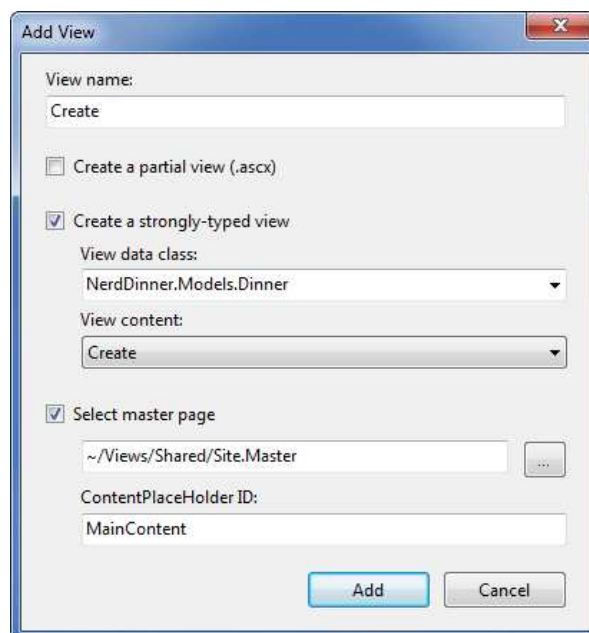 Add View
View name:
Create
Create a partial view (.ascx)
Create a strongly-typed view
View data class:
NerdDinner.Models.Dinner
View content:
Create
Select master page
~/Views/Shared/Site.Master
...
ContentPlaceHolder ID:
MainContent
Add Cancel